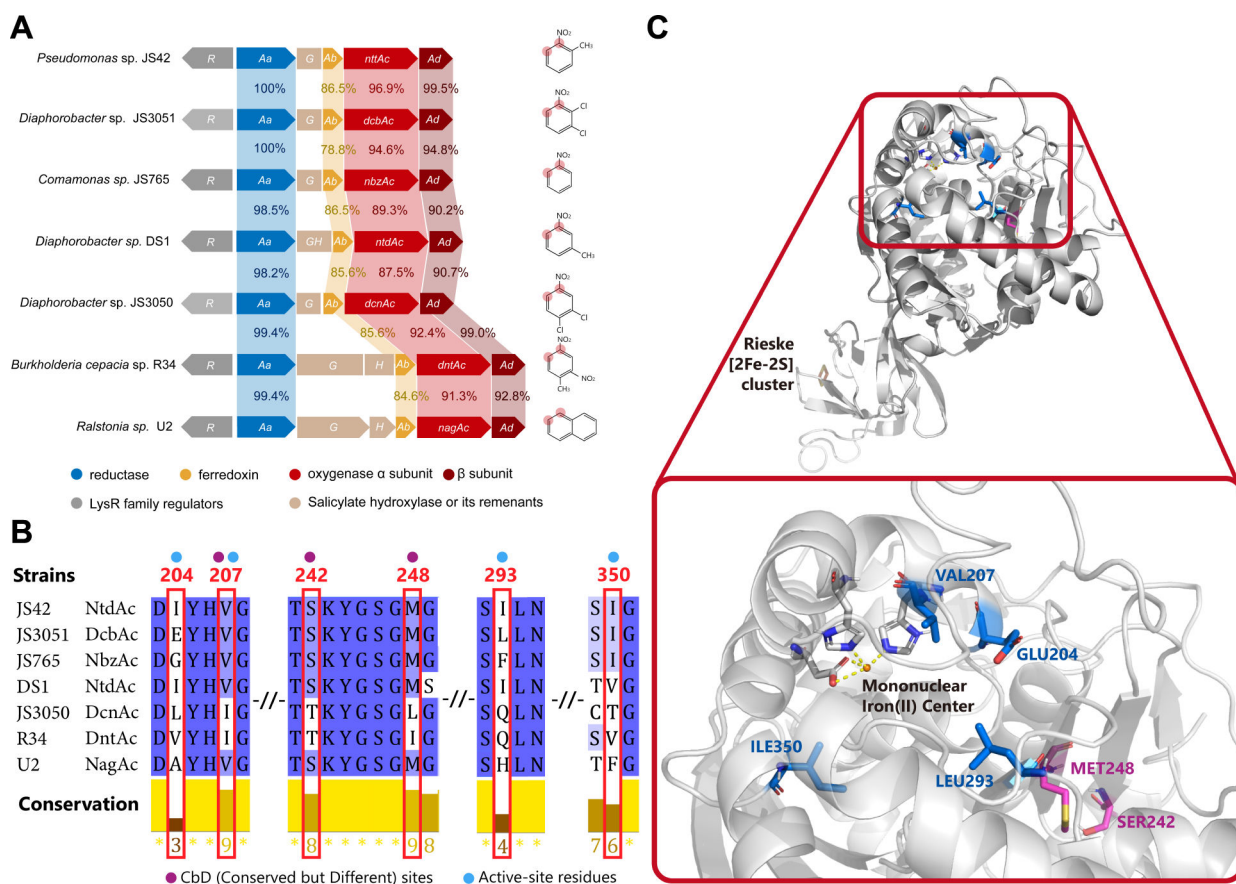 A
Pseudomonas sp. JS42
R Aa G Ab nttAc Ad
NO₂
CH₃
100% 86.5% 96.9% 99.5%
Diaphorobacter sp. JS3051
R Aa G Ab dcbAc Ad
NO₂
Cl
Cl
100% 78.8% 94.6% 94.8%
Comamonas sp. JS765
R Aa G Ab nbzAc Ad
NO₂
98.5% 86.5% 89.3% 90.2%
Diaphorobacter sp. DS1
R Aa GH Ab ntdAc Ad
NO₂
CH₃
98.2% 85.6% 87.5% 90.7%
Diaphorobacter sp. JS3050
R Aa G Ab dcnAc Ad
NO₂
Cl
Cl
99.4% 85.6% 92.4% 99.0%
Burkholderia cepacia sp. R34
R Aa G H Ab dntAc Ad
NO₂
NO₂
CH₃
99.4% 84.6% 91.3% 92.8%
Ralstonia sp. U2
R Aa G H Ab nagAc Ad
reductase ferredoxin oxygenase α subunit β subunit
LysR family regulators Salicylate hydroxylase or its remenants
B
Strains 204 207 242 248 293 350
JS42 NtdAc D I Y H V G T S K Y G S G M G S I L N S I G
JS3051 DcbAc D E Y H V G T S K Y G S G M G S L L N S I G
JS765 NbzAc D G Y H V G T S K Y G S G M G S F L N S I G
DS1 NtdAc D I Y H V G -//- T S K Y G S G M S -//- S I L N -//- T V G
JS3050 DcnAc D L Y H I G T T K Y G S G L G S Q L N C T G
R34 DntAc D V Y H I G T T K Y G S G I G S Q L N S V G
U2 NagAc D A Y H V G T S K Y G S G M G S H L N T F G
Conservation
* 3 * * 9 * * 8 * * * * * 9 8 * 4 * * 7 6 *
CbD (Conserved but Different) sites Active-site residues
C
Rieske
[2Fe-2S]
cluster
VAL207
GLU204
Mononuclear
Iron(II) Center
ILE350
LEU293
MET248
SER242